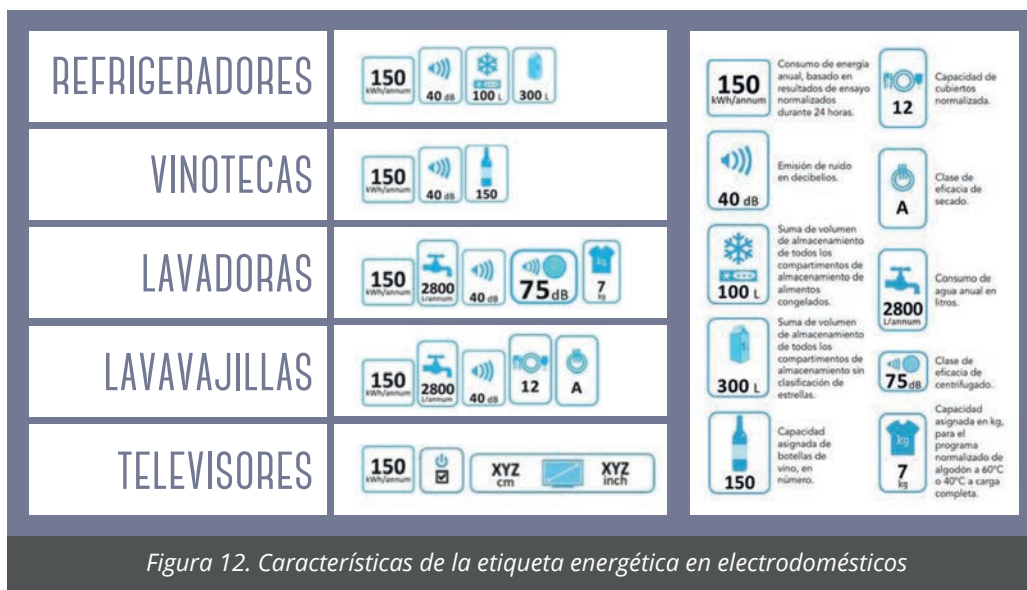 REFRIGERADORES
150
kWh/annum
40 dB
100 L
300 L
VINOTECAS
150
kWh/annum
40 dB
150
LAVADORAS
150
kWh/annum
2800
L/annum
40 dB
75dB
kg
7
kg
LAVAVAJILLAS
150
kWh/annum
2800
L/annum
40 dB
12
A
TELEVISORES
150
kWh/annum
XYZ
cm
XYZ
inch
150
kWh/annum
Consumo de energía
anual, basado en
resultados de ensayo
normalizados
durante 24 horas.
40 dB
Emisión de ruido
en decibelios.
100 L
Suma de volumen
de almacenamiento
de todos los
compartimentos de
almacenamiento de
alimentos
congelados.
300 L
Suma de volumen
de almacenamiento
de todos los
compartimentos de
almacenamiento sin
clasificación de
estrellas.
150
Capacidad
asignada de
botellas de
vino, en
número.
12
Capacidad de
cubiertos
normalizada.
A
Clase de
eficacia de
secado.
2800
L/annum
Consumo de
agua anual en
litros.
75dB
Clase de
eficacia de
centrifugado.
kg
7
kg
Capacidad
asignada en kg,
para el
programa
normalizado de
algodón a 60°C
o 40°C a carga
completa.
Figura 12. Características de la etiqueta energética en electrodomésticos